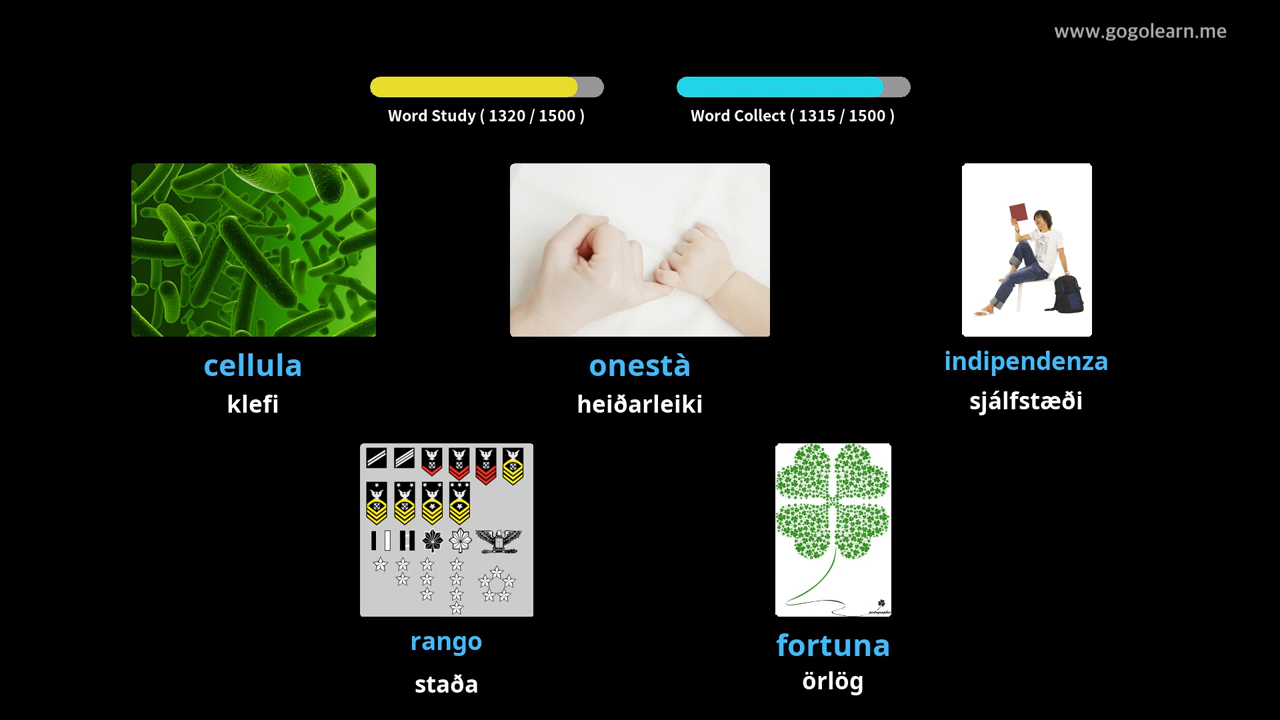 www.gogolearn.me
Word Study ( 1320 / 1500 )
Word Collect ( 1315 / 1500 )
cellula
klefi
onestà
heiðarleiki
indipendenza
sjálfstæði
rango
staða
fortuna
örlög